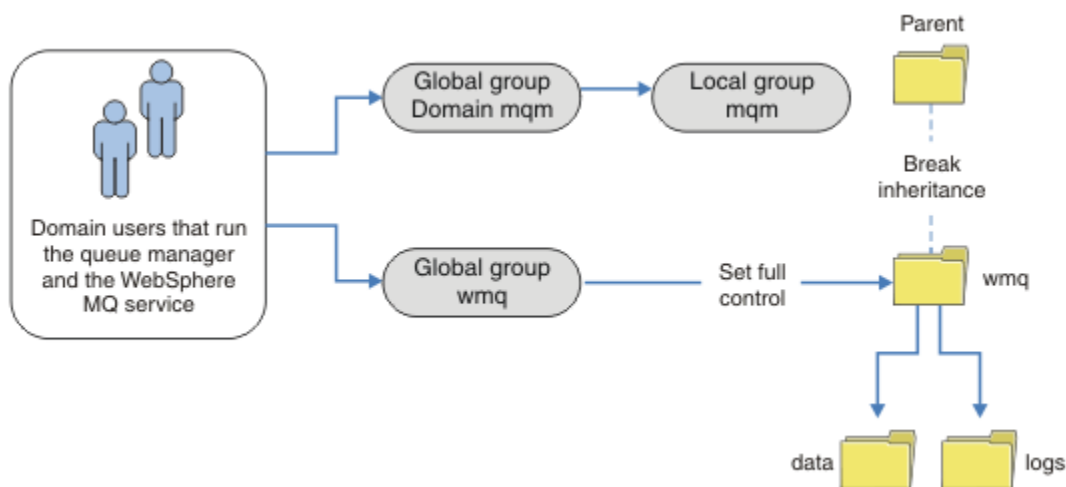 Parent
Global group
Domain mqm
Local group
mqm
Break
inheritance
Domain users that run
the queue manager
and the WebSphere
MQ service
Global group
wmq
Set full
control
wmq
data
logs